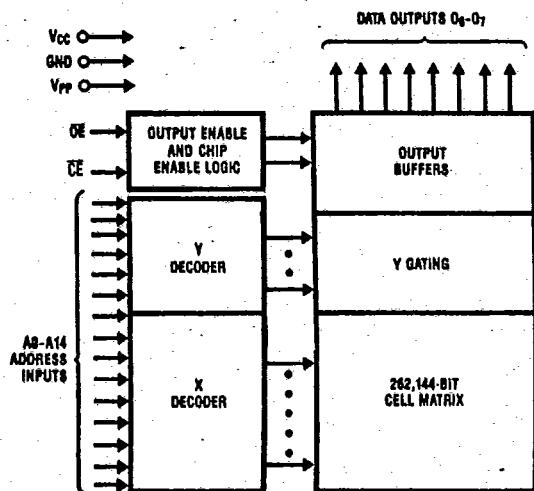 DATA OUTPUTS O₀-O₇
VCC
GND
VPP
OE
CE
OUTPUT ENABLE
AND CHIP
ENABLE LOGIC
OUTPUT
BUFFERS
Y
DECODER
Y GATING
A0-A14
ADDRESS
INPUTS
X
DECODER
262,144-BIT
CELL MATRIX